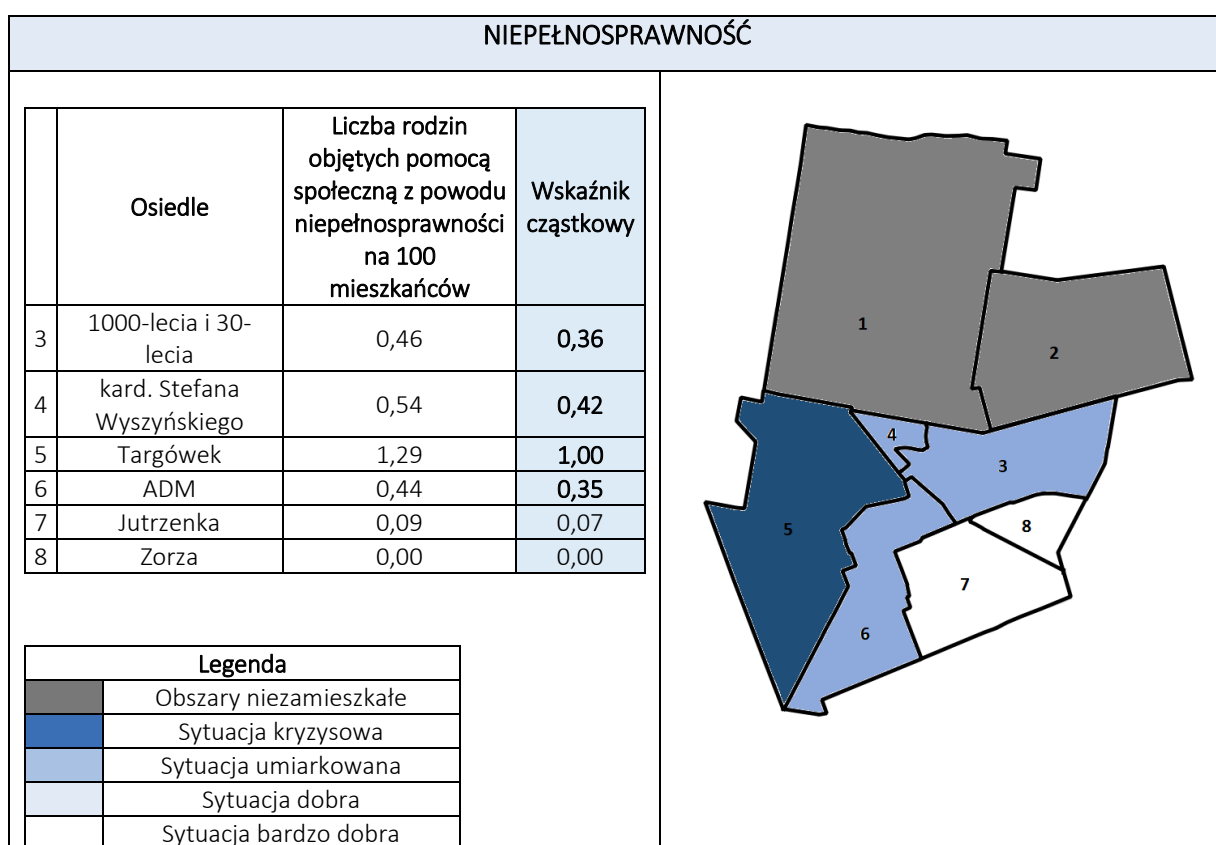 NIEPEŁNOSPRAWNOŚĆ
Osiedle
Liczba rodzin
objętych pomocą
społeczną z powodu
niepełnosprawności
na 100
mieszkańców
Wskaźnik
cząstkowy
3 1000-lecia i 30-
lecia 0,46 0,36
4 kard. Stefana
Wyszyńskiego 0,54 0,42
5 Targówek 1,29 1,00
6 ADM 0,44 0,35
7 Jutrzenka 0,09 0,07
8 Zorza 0,00 0,00
Legenda
Obszary niezamieszkałe
Sytuacja kryzysowa
Sytuacja umiarkowana
Sytuacja dobra
Sytuacja bardzo dobra
1
2
4
3
5
8
7
6